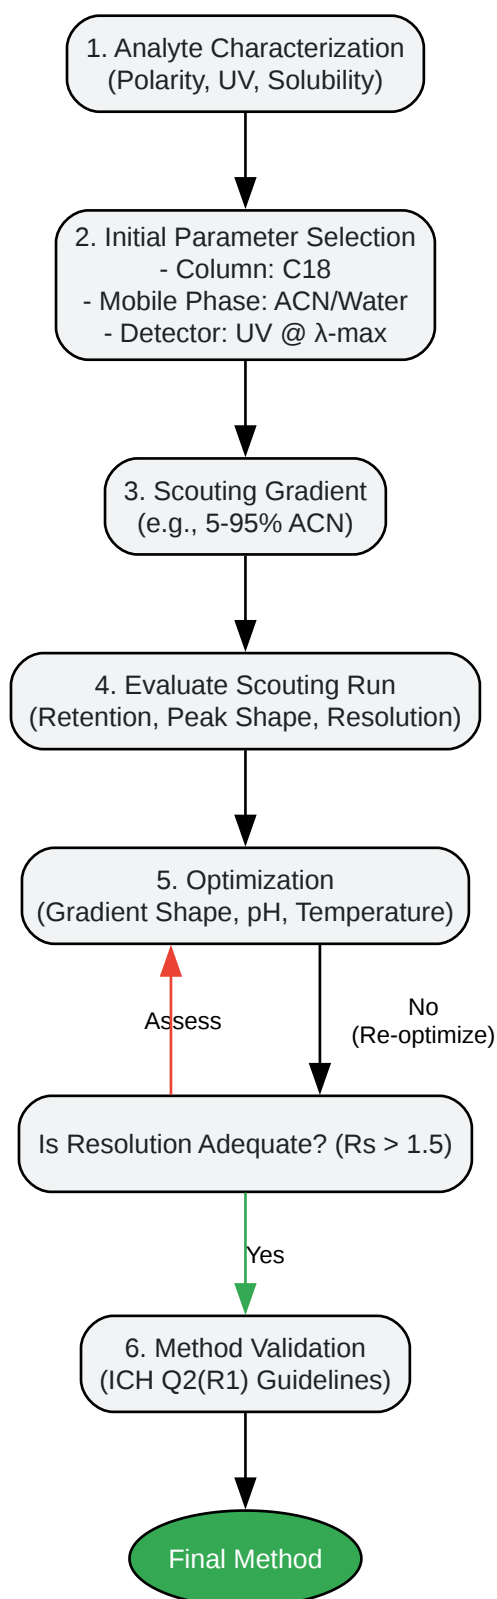 1. Analyte Characterization
(Polarity, UV, Solubility)
2. Initial Parameter Selection
- Column: C18
- Mobile Phase: ACN/Water
- Detector: UV @ λ-max
3. Scouting Gradient
(e.g., 5-95% ACN)
4. Evaluate Scouting Run
(Retention, Peak Shape, Resolution)
5. Optimization
(Gradient Shape, pH, Temperature)
Assess
No
(Re-optimize)
Is Resolution Adequate? (Rs > 1.5)
Yes
6. Method Validation
(ICH Q2(R1) Guidelines)
Final Method